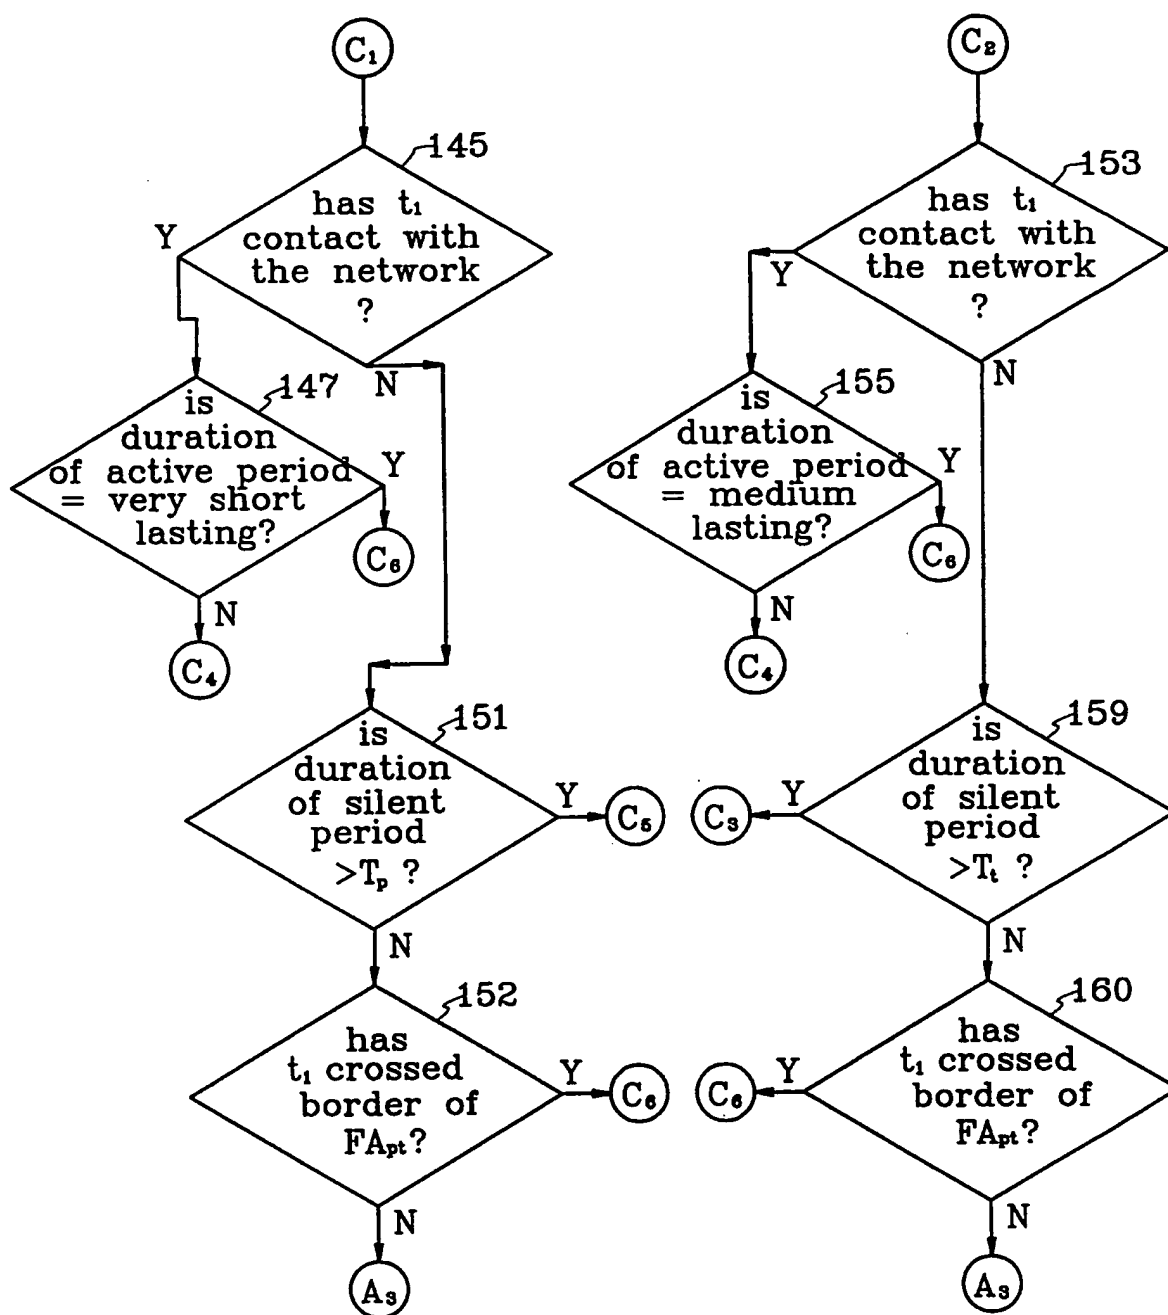 C₁
145
has t₁
contact with
the network
?
Y
N
147
is
duration
of active period
= very short
lasting?
Y
C₆
N
C₄
151
is
duration
of silent
period
>Tₚ ?
Y
C₅
N
152
has
t₁ crossed
border of
FAₚₜ?
Y
C₆
N
A₃
C₂
153
has t₁
contact with
the network
?
Y
N
155
is
duration
of active period
= medium
lasting?
Y
C₆
N
C₄
159
is
duration
of silent
period
>Tₜ ?
Y
C₃
N
160
has
t₁ crossed
border of
FAₚₜ?
Y
C₆
N
A₃